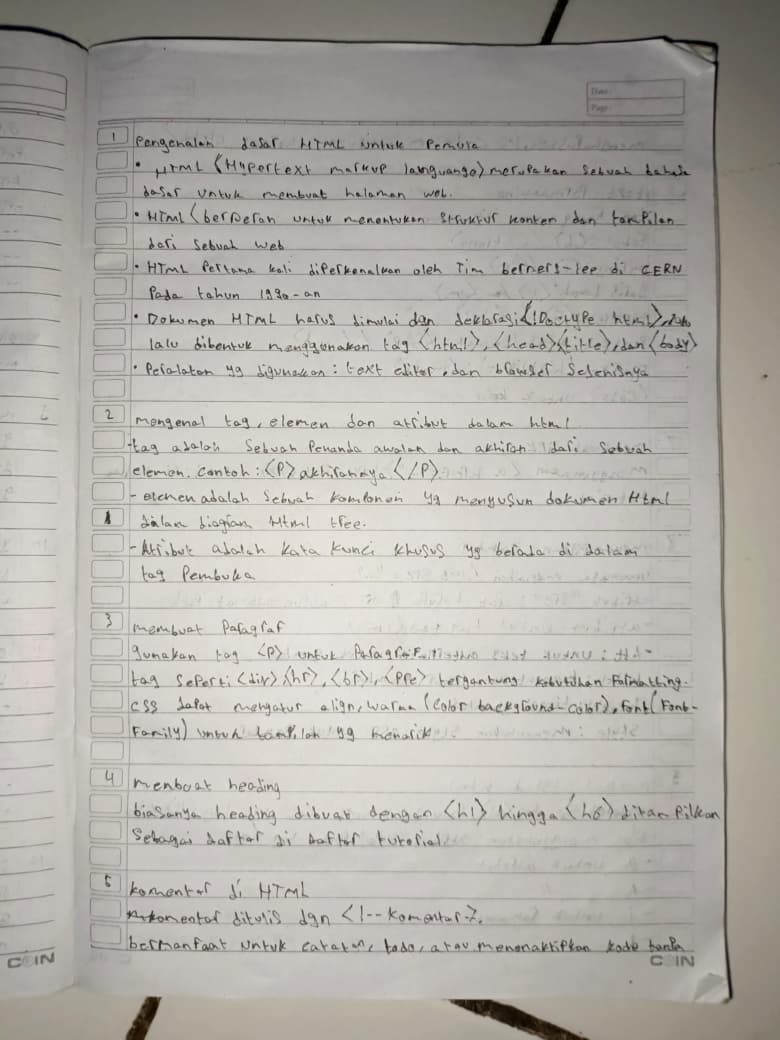 Date
Page
1 Pengenalan dasar HTML untuk Pemula
• HTML (Hypertext markup languange) merupakan sebuah bahasa
dasar untuk membuat halaman web.
• HTML (berperan untuk menentukan struktur konten dan tampilan
dari sebuah web
• HTML Pertama kali diperkenalkan oleh Tim berners-lee di CERN
Pada tahun 1990-an
• Dokumen HTML harus dimulai dgn deklarasi <!Doctype html>,
lalu dibentuk menggunakan tag <html>, <head> <title>, dan <body>
• Peralatan yg digunakan: text editor, dan browser sejenisnya
2 mengenal tag, elemen dan atribut dalam html
-tag adalah sebuah Penanda awalan dan akhiran dari sebuah
elemen. contoh: <P> akhirannya </P>.
- elemen adalah sebuah komponen yg menyusun dokumen Html
dalam diagram Html tree.
- Atribut adalah kata kunci khusus yg berada di dalam
tag Pembuka
3 membuat Paragraf
gunakan tag <P> untuk Paragraf.
tag seperti <div> <hr>, <br>, <Pre> tergantung kebutuhan Formatting.
CSS dapat mengatur align, warna (color background-color), font (Font-
Family) untuk tampilah yg menarik
4 membuat heading
biasanya heading dibuat dengan <h1> hingga <h6> ditampilkan
Sebagai daftar di daftar tutorial
5 komentar di HTML
komentar ditulis dgn <!-- komentar->.
bermanfaat untuk catatan, todo, atau menonaktifkan kode tanpa
COIN
COIN